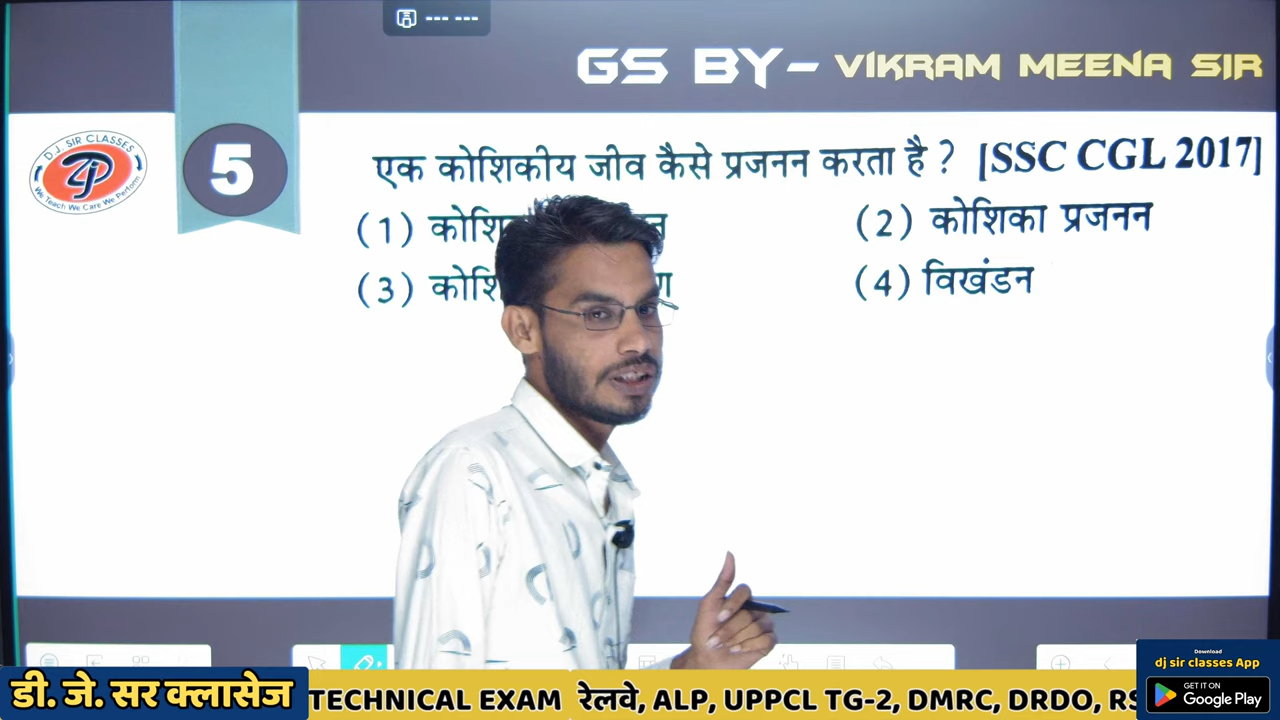 --- ---
GS BY- VIKRAM MEENA SIR
D.J. SIR CLASSES
We Teach We Care We Perform
5
एक कोशिकीय जीव कैसे प्रजनन करता है ? [SSC CGL 2017]
(1)
(2) कोशिका प्रजनन
(3)
(4) विखंडन
डी. जे. सर क्लासेज
TECHNICAL EXAM रेलवे, ALP, UPPCL TG-2, DMRC, DRDO,
Download
dj sir classes App
GET IT ON
Google Play